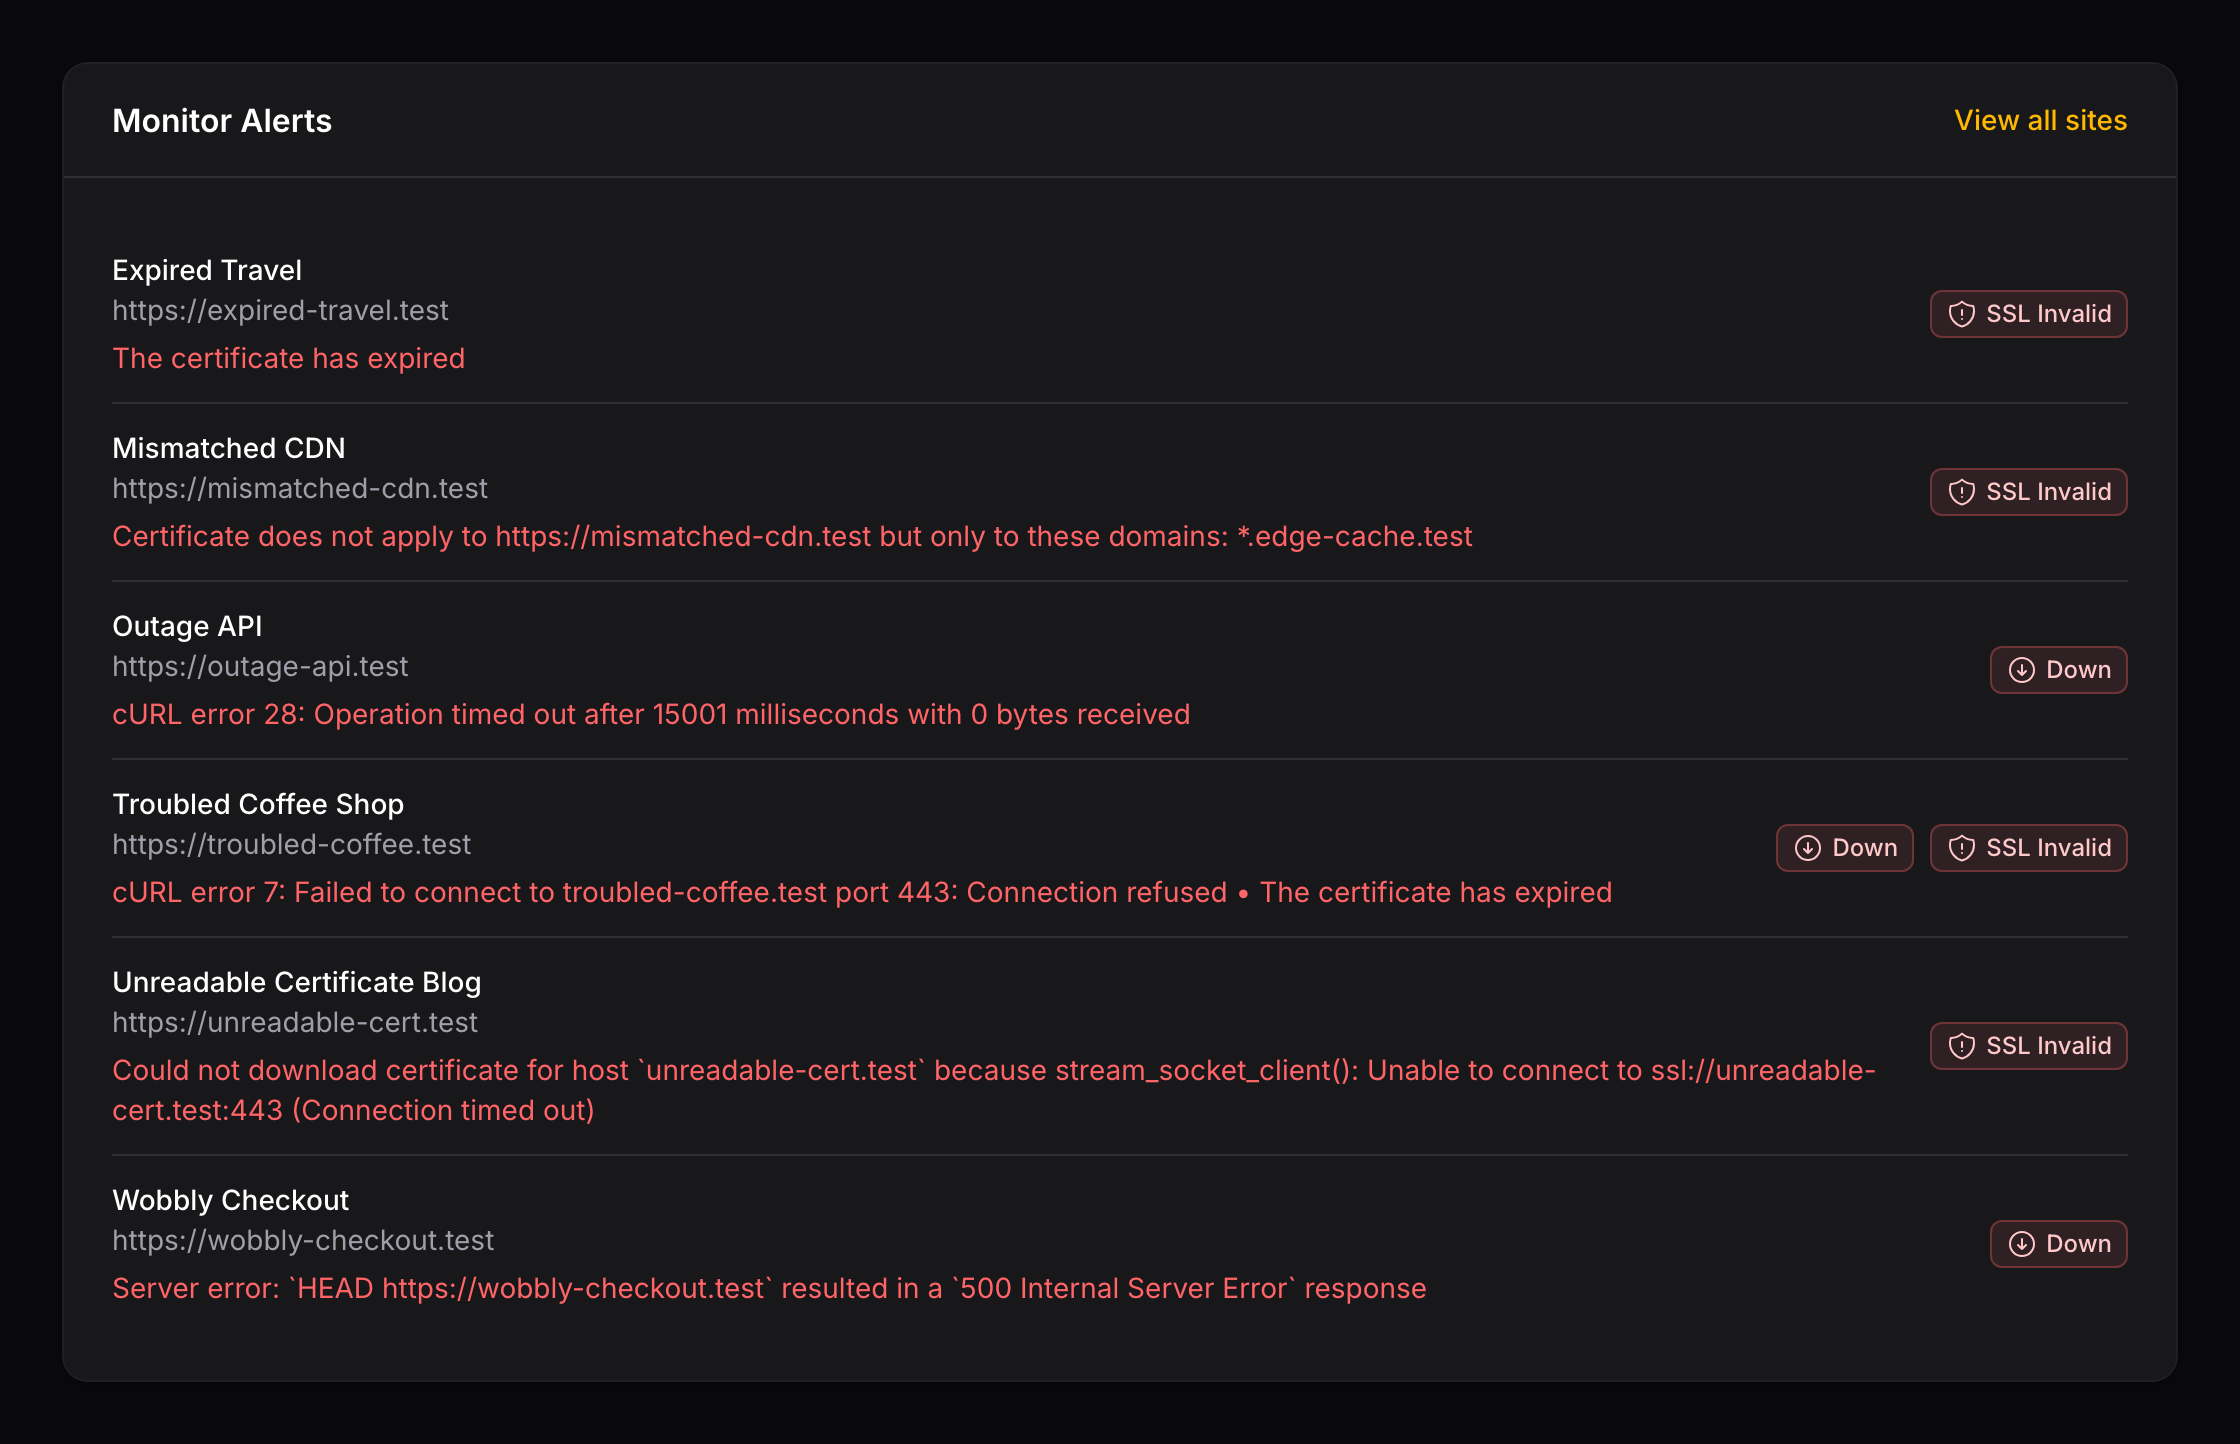 Monitor Alerts
View all sites
Expired Travel
https://expired-travel.test
SSL Invalid
The certificate has expired
Mismatched CDN
https://mismatched-cdn.test
SSL Invalid
Certificate does not apply to https://mismatched-cdn.test but only to these domains: *.edge-cache.test
Outage API
https://outage-api.test
Down
cURL error 28: Operation timed out after 15001 milliseconds with 0 bytes received
Troubled Coffee Shop
https://troubled-coffee.test
Down
SSL Invalid
cURL error 7: Failed to connect to troubled-coffee.test port 443: Connection refused • The certificate has expired
Unreadable Certificate Blog
https://unreadable-cert.test
SSL Invalid
Could not download certificate for host `unreadable-cert.test` because stream_socket_client(): Unable to connect to ssl://unreadable-
cert.test:443 (Connection timed out)
Wobbly Checkout
https://wobbly-checkout.test
Down
Server error: `HEAD https://wobbly-checkout.test` resulted in a `500 Internal Server Error` response